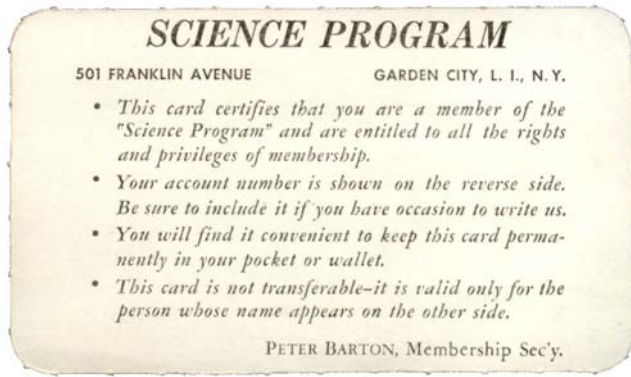 SCIENCE PROGRAM
501 FRANKLIN AVENUE GARDEN CITY, L. I., N. Y.
• This card certifies that you are a member of the
"Science Program" and are entitled to all the rights
and privileges of membership.
• Your account number is shown on the reverse side.
Be sure to include it if you have occasion to write us.
• You will find it convenient to keep this card perma-
nently in your pocket or wallet.
• This card is not transferable–it is valid only for the
person whose name appears on the other side.
PETER BARTON, Membership Sec'y.